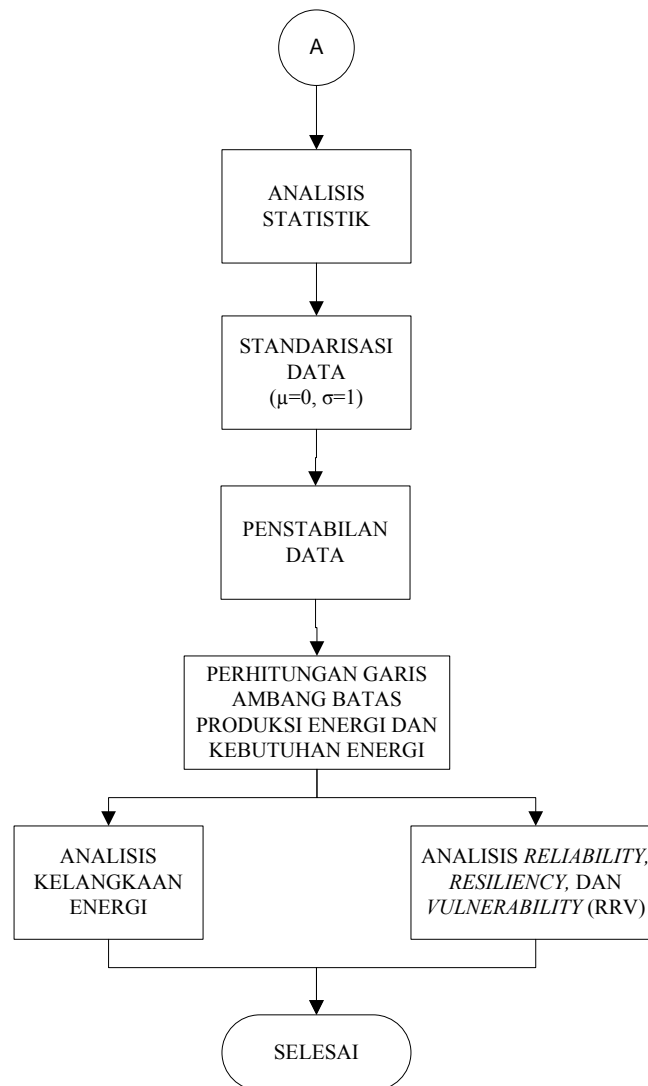 A
ANALISIS
STATISTIK
STANDARISASI
DATA
(µ=0, σ=1)
PENSTABILAN
DATA
PERHITUNGAN GARIS
AMBANG BATAS
PRODUKSI ENERGI DAN
KEBUTUHAN ENERGI
ANALISIS
KELANGKAAN
ENERGI
ANALISIS RELIABILITY,
RESILIENCY, DAN
VULNERABILITY (RRV)
SELESAI